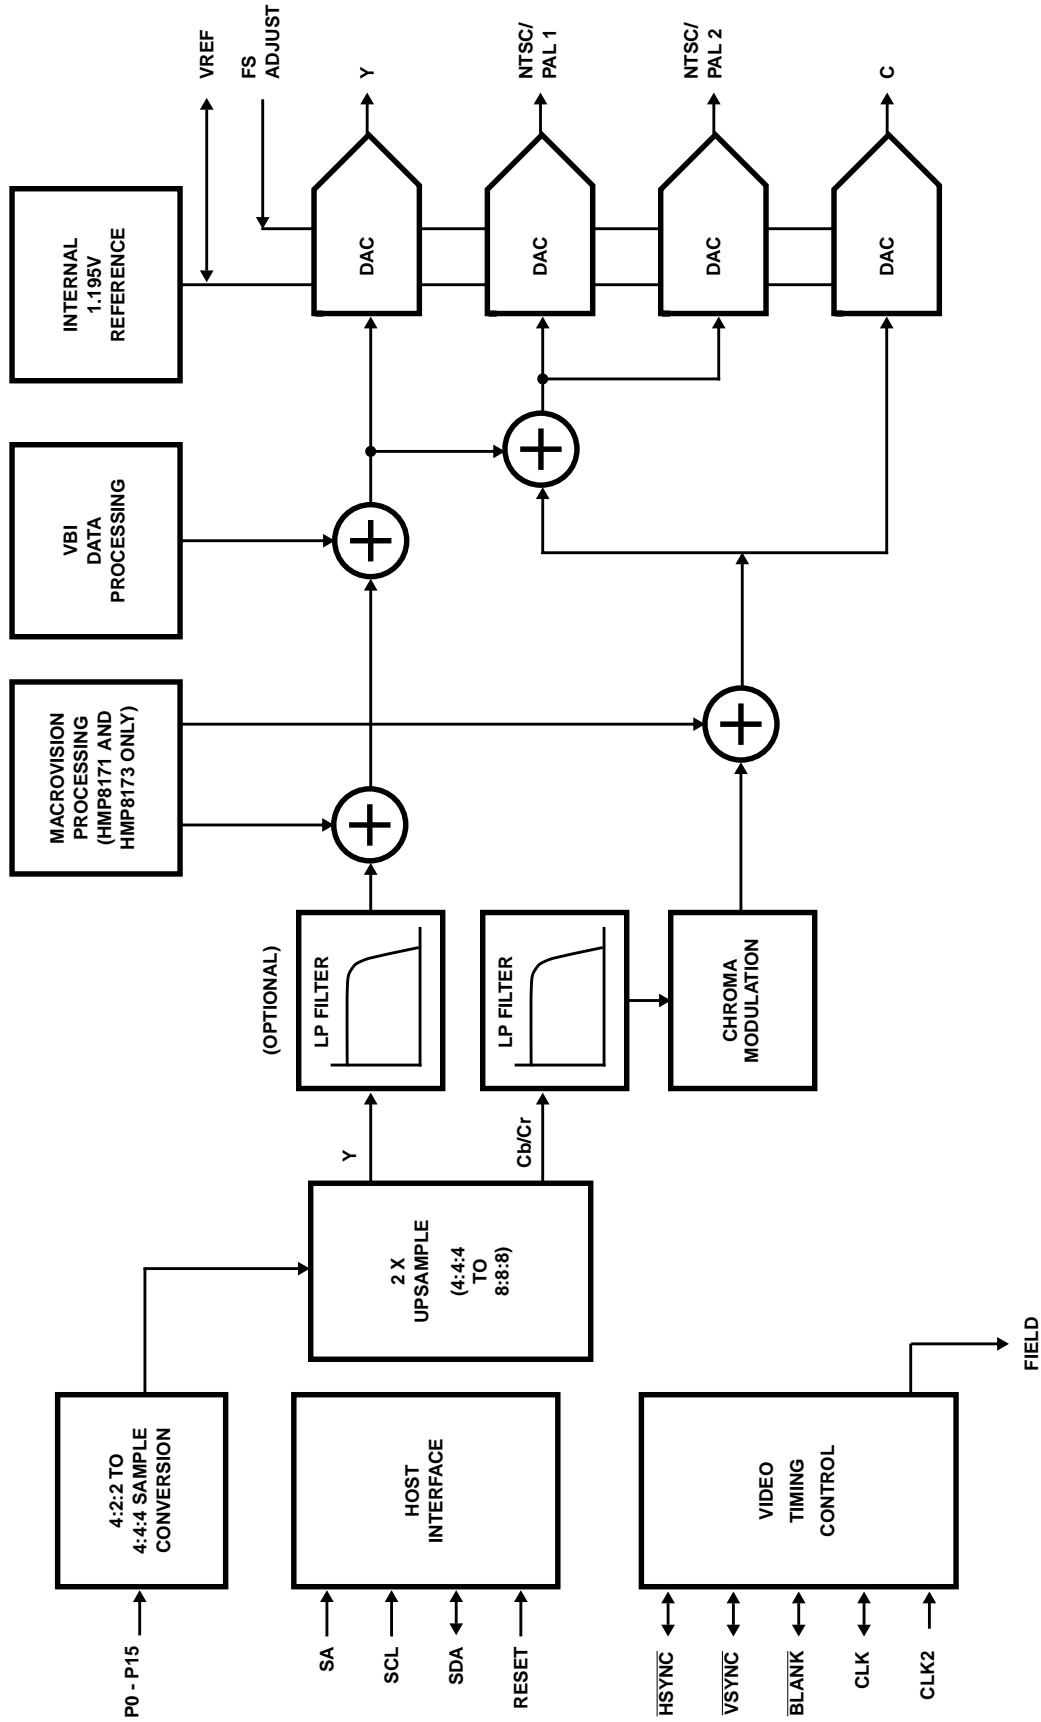 P0 - P15
4:2:2 TO
4:4:4 SAMPLE
CONVERSION
SA
SCL
SDA
RESET
HOST
INTERFACE
HSYNC
VSYNC
BLANK
CLK
CLK2
VIDEO
TIMING
CONTROL
FIELD
2 X
UPSAMPLE
(4:4:4
TO
8:8:8)
Y
Cb/Cr
(OPTIONAL)
LP FILTER
LP FILTER
CHROMA
MODULATION
MACROVISION
PROCESSING
(HMP8171 AND
HMP8173 ONLY)
VBI
DATA
PROCESSING
INTERNAL
1.195V
REFERENCE
VREF
FS
ADJUST
DAC
Y
DAC
NTSC/
PAL 1
DAC
NTSC/
PAL 2
DAC
C